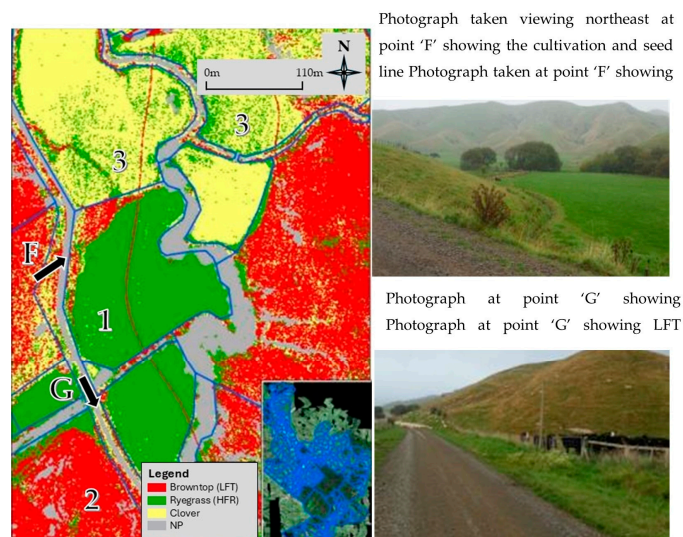 N
0m 110m
3
3
F
1
G
2
Legend
Browntop (LFT)
Ryegrass (HFR)
Clover
NP
Photograph taken viewing northeast at
point ‘F’ showing the cultivation and seed
line Photograph taken at point ‘F’ showing
Photograph at point ‘G’ showing
Photograph at point ‘G’ showing LFT